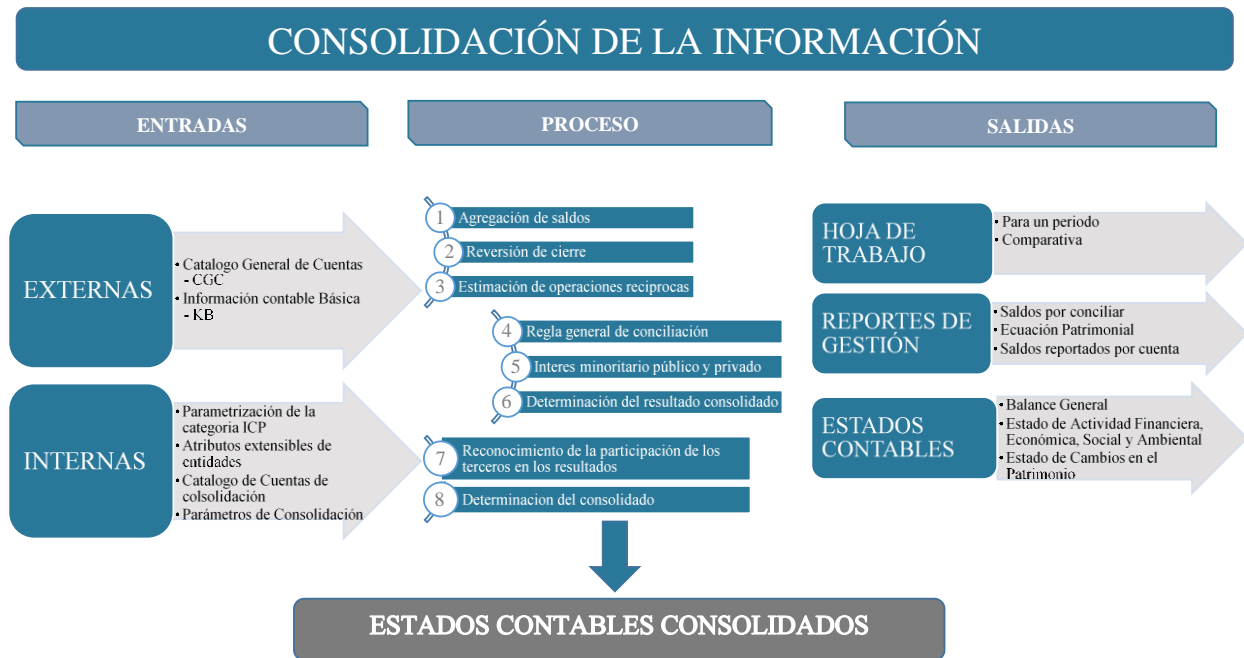 CONSOLIDACIÓN DE LA INFORMACIÓN
ENTRADAS
EXTERNAS
• Catalogo General de Cuentas
- CGC
• Información contable Básica
- KB
INTERNAS
• Parametrización de la
categoria ICP
• Atributos extensibles de
entidades
• Catalogo de Cuentas de
colsolidación
• Parámetros de Consolidación
PROCESO
1 Agregación de saldos
2 Reversión de cierre
3 Estimación de operaciones reciprocas
4 Regla general de conciliación
5 Interes minoritario público y privado
6 Determinación del resultado consolidado
7 Reconocimiento de la participación de los
terceros en los resultados
8 Determinacion del consolidado
SALIDAS
HOJA DE
TRABAJO
• Para un periodo
• Comparativa
REPORTES DE
GESTIÓN
• Saldos por conciliar
• Ecuación Patrimonial
• Saldos reportados por cuenta
ESTADOS
CONTABLES
• Balance General
• Estado de Actividad Financiera,
Económica, Social y Ambiental
• Estado de Cambios en el
Patrimonio
ESTADOS CONTABLES CONSOLIDADOS